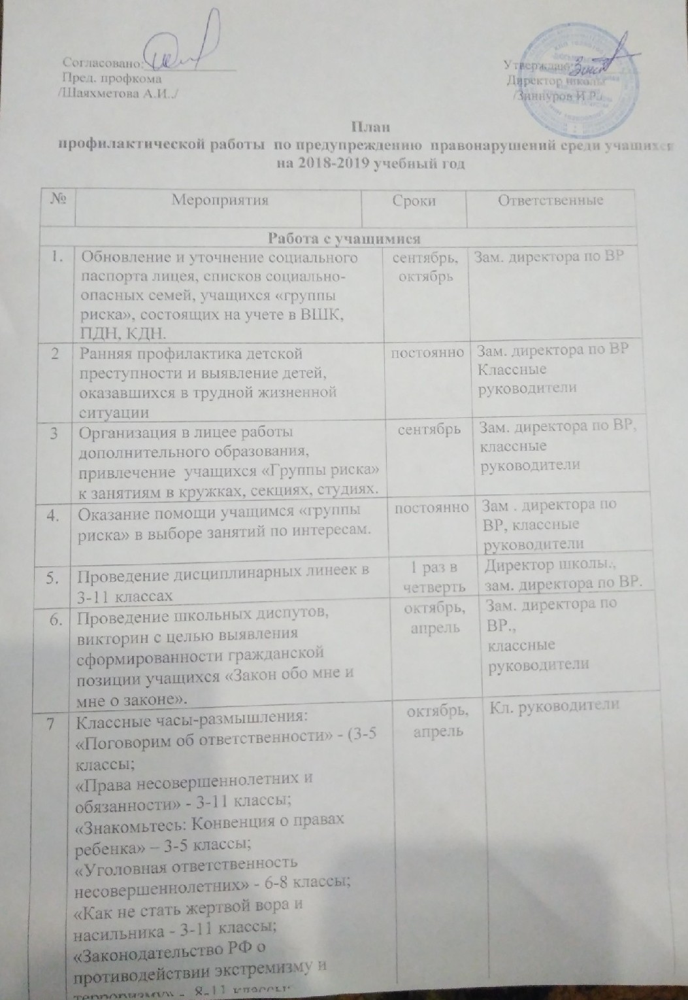 Согласовано:
Пред. профкома
/Шаяхметова А.И../
Утверждаю:
Директор школы
/Зиннуров И.Р./
План
профилактической работы по предупреждению правонарушений среди учащихся
на 2018-2019 учебный год
№ Мероприятия Сроки Ответственные
Работа с учащимися
1. Обновление и уточнение социального сентябрь, Зам. директора по ВР
паспорта лицея, списков социально- октябрь
опасных семей, учащихся «группы
риска», состоящих на учете в ВШК,
ПДН, КДН.
2 Ранняя профилактика детской постоянно Зам. директора по ВР
преступности и выявление детей, Классные
оказавшихся в трудной жизненной руководители
ситуации
3 Организация в лицее работы сентябрь Зам. директора по ВР,
дополнительного образования, классные
привлечение учащихся «Группы риска» руководители
к занятиям в кружках, секциях, студиях.
4. Оказание помощи учащимся «группы постоянно Зам . директора по
риска» в выборе занятий по интересам. ВР, классные
руководители
5. Проведение дисциплинарных линеек в 1 раз в Директор школы.,
3-11 классах четверть зам. директора по ВР.
6. Проведение школьных диспутов, октябрь, Зам. директора по
викторин с целью выявления апрель ВР.,
сформированности гражданской классные
позиции учащихся «Закон обо мне и руководители
мне о законе».
7 Классные часы-размышления: октябрь, Кл. руководители
«Поговорим об ответственности» - (3-5 апрель
классы;
«Права несовершеннолетних и
обязанности» - 3-11 классы;
«Знакомьтесь: Конвенция о правах
ребенка» – 3-5 классы;
«Уголовная ответственность
несовершеннолетних» - 6-8 классы;
«Как не стать жертвой вора и
насильника - 3-11 классы;
«Законодательство РФ о
противодействии экстремизму и
терроризму» - 8-11 классы;